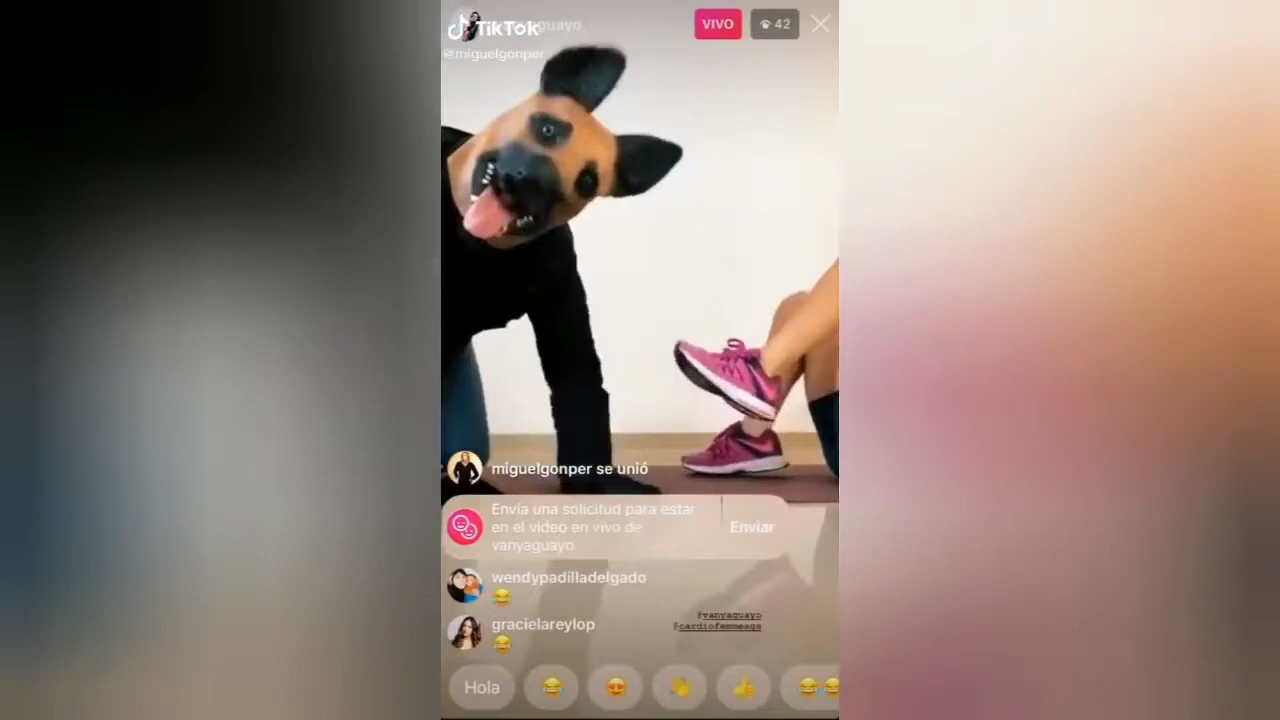 TikTok
guayo
VIVO
42
@miguelgonper
miguelgonper se unió
Envía una solicitud para estar
en el video en vivo de
vanyaguayo
Enviar
wendypadilladelgado
gracielareylop
@vanyaguayo
@cardiofemmeags
Hola